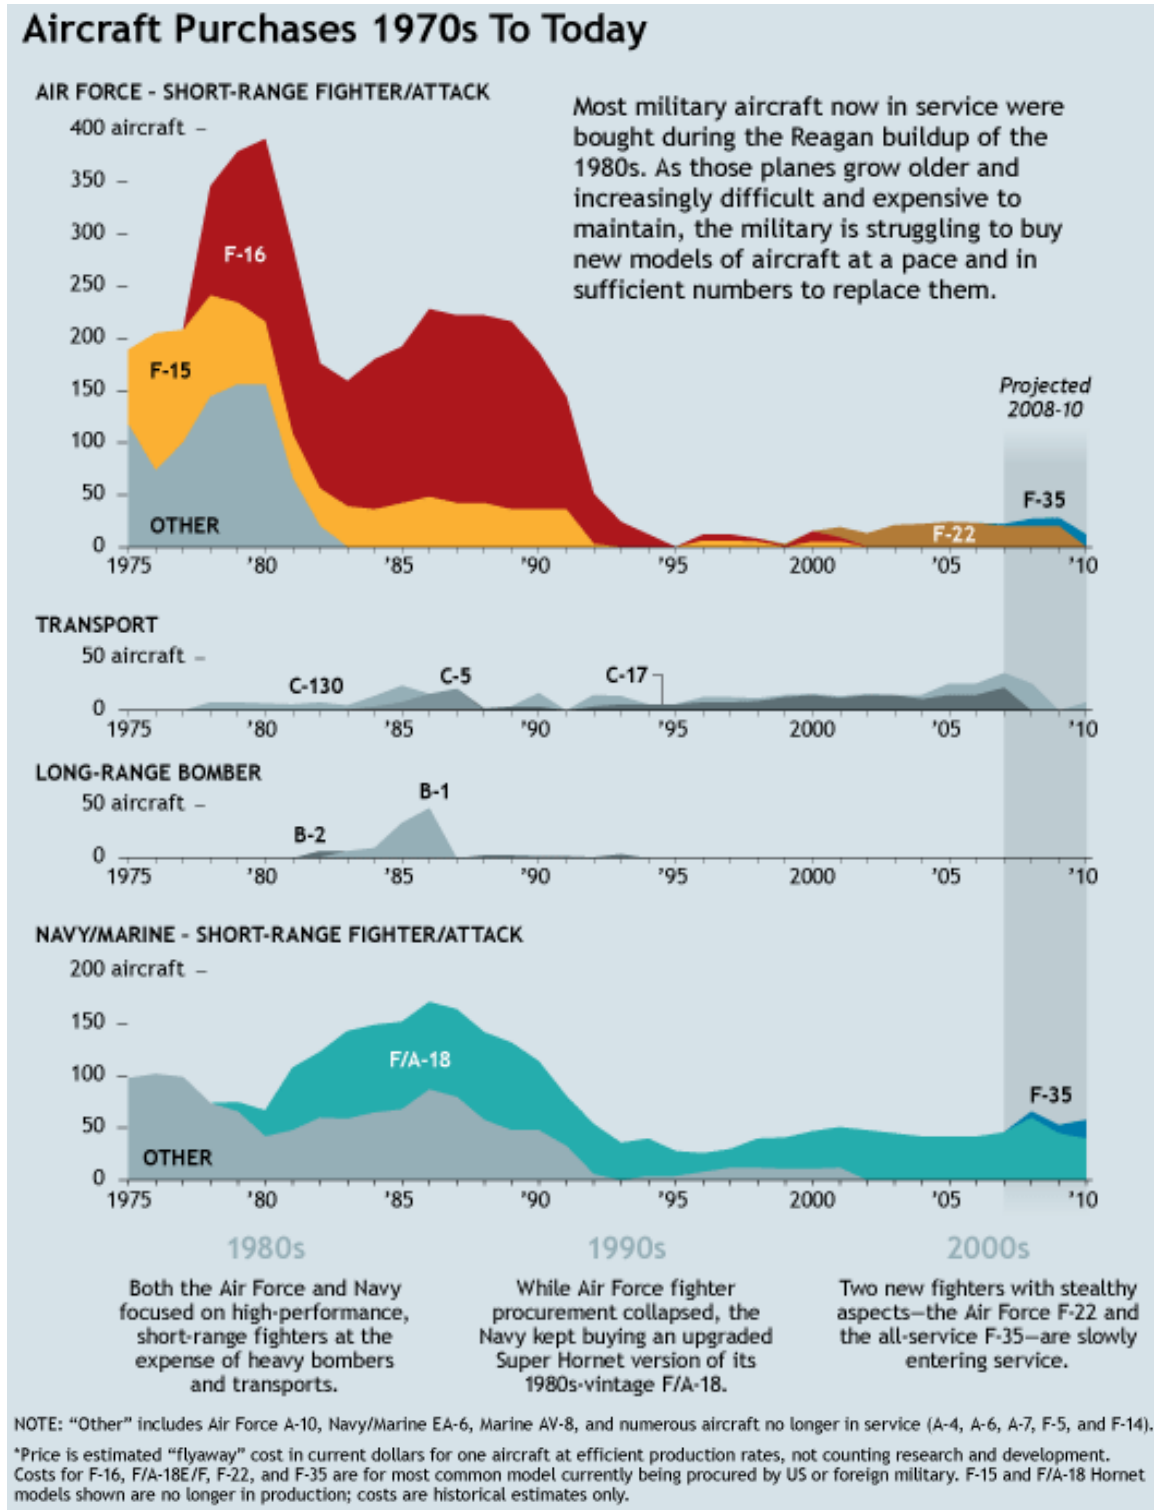 Aircraft Purchases 1970s To Today
AIR FORCE - SHORT-RANGE FIGHTER/ATTACK
Most military aircraft now in service were
bought during the Reagan buildup of the
1980s. As those planes grow older and
increasingly difficult and expensive to
maintain, the military is struggling to buy
new models of aircraft at a pace and in
sufficient numbers to replace them.
400 aircraft
350
300
250
200
150
100
50
0
F-16
F-15
OTHER
Projected
2008-10
F-35
F-22
1975 '80 '85 '90 '95 2000 '05 '10
TRANSPORT
50 aircraft
0
C-130
C-5
C-17
1975 '80 '85 '90 '95 2000 '05 '10
LONG-RANGE BOMBER
50 aircraft
0
B-2
B-1
1975 '80 '85 '90 '95 2000 '05 '10
NAVY/MARINE - SHORT-RANGE FIGHTER/ATTACK
200 aircraft
150
100
50
0
F/A-18
OTHER
F-35
1975 '80 '85 '90 '95 2000 '05 '10
1980s
Both the Air Force and Navy
focused on high-performance,
short-range fighters at the
expense of heavy bombers
and transports.
1990s
While Air Force fighter
procurement collapsed, the
Navy kept buying an upgraded
Super Hornet version of its
1980s-vintage F/A-18.
2000s
Two new fighters with stealthy
aspects—the Air Force F-22 and
the all-service F-35—are slowly
entering service.
NOTE: "Other" includes Air Force A-10, Navy/Marine EA-6, Marine AV-8, and numerous aircraft no longer in service (A-4, A-6, A-7, F-5, and F-14).
*Price is estimated "flyaway" cost in current dollars for one aircraft at efficient production rates, not counting research and development.
Costs for F-16, F/A-18E/F, F-22, and F-35 are for most common model currently being procured by US or foreign military. F-15 and F/A-18 Hornet
models shown are no longer in production; costs are historical estimates only.